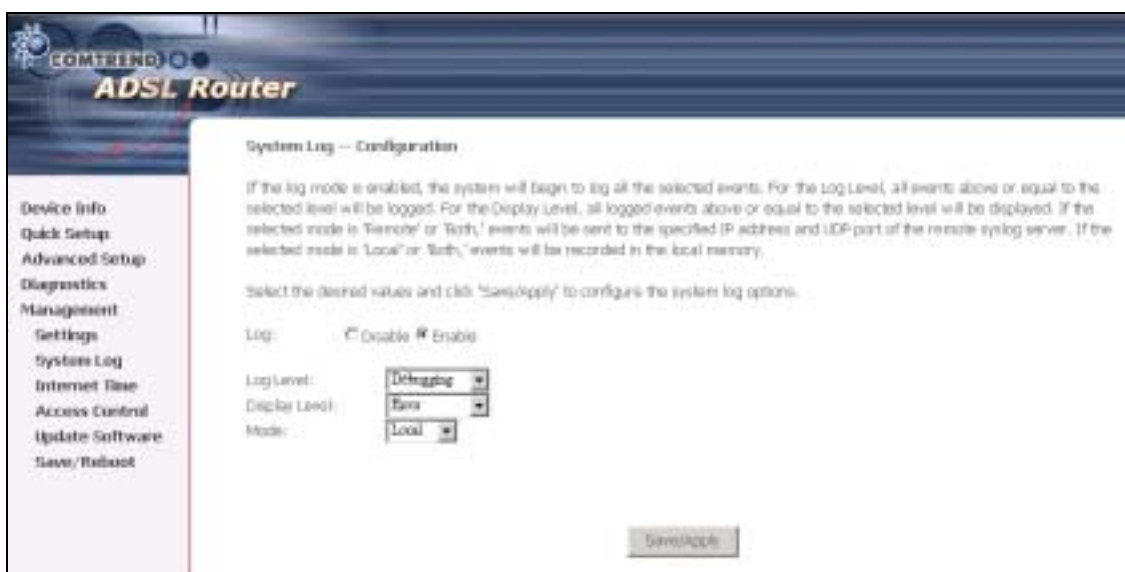 COMTREND
ADSL Router
System Log -- Configuration
If the log mode is enabled, the system will begin to log all the selected events. For the Log Level, all events above or equal to the
selected level will be logged. For the Display Level, all logged events above or equal to the selected level will be displayed. If the
selected mode is 'Remote' or 'Both,' events will be sent to the specified IP address and UDP port of the remote syslog server. If the
selected mode is 'Local' or 'Both,' events will be recorded in the local memory.
Select the desired values and click 'Save/Apply' to configure the system log options.
Log: Disable Enable
Log Level: Debugging
Display Level: Error
Mode: Local
Save/Apply
Device Info
Quick Setup
Advanced Setup
Diagnostics
Management
Settings
System Log
Internet Time
Access Control
Update Software
Save/Reboot